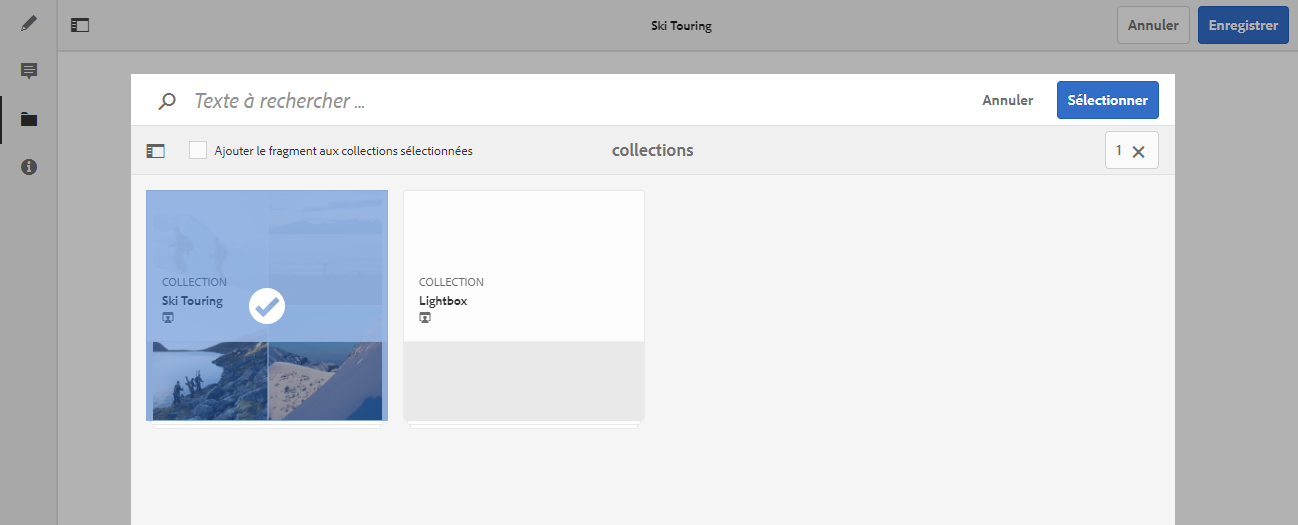 Ski Touring
Annuler
Enregistrer
Texte à rechercher ...
Annuler
Sélectionner
Ajouter le fragment aux collections sélectionnées
collections
1
COLLECTION
Ski Touring
COLLECTION
Lightbox